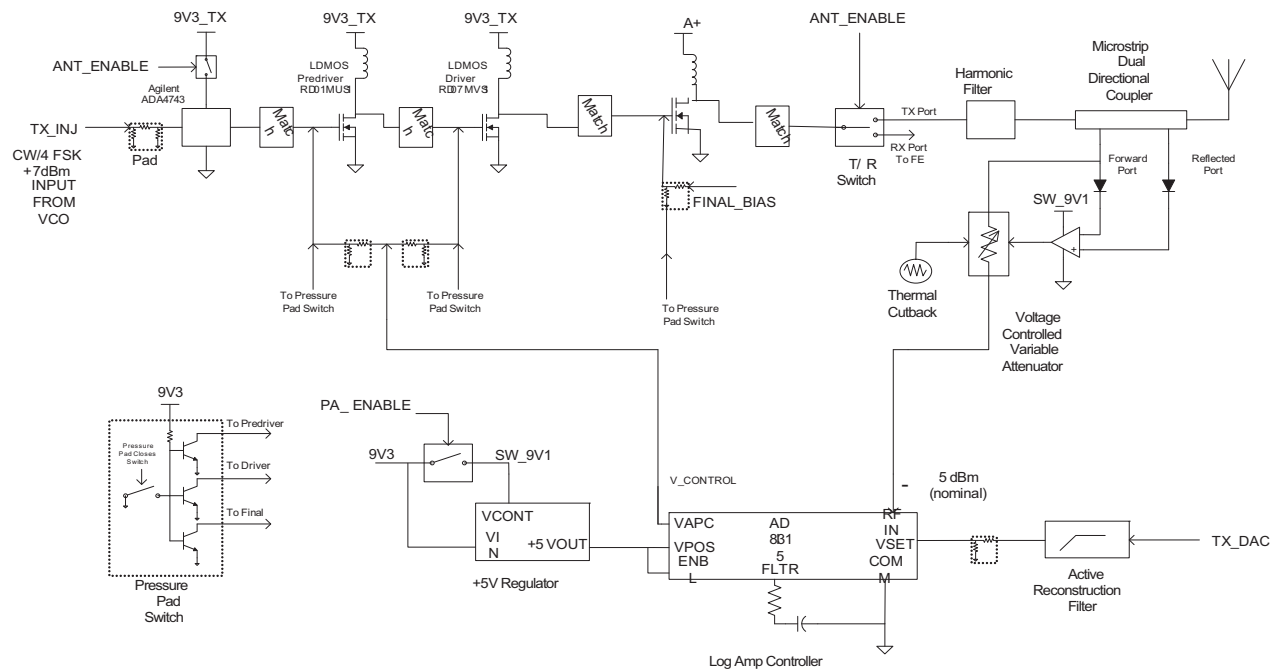 9V3_TX
9V3_TX
9V3_TX
A+
ANT_ENABLE
ANT_ENABLE
LDMOS
Predriver
RD01MUS1
LDMOS
Driver
RD07MVS1
Agilent
ADA4743
Microstrip
Dual
Directional
Coupler
Harmonic
Filter
TX_INJ
Pad
CW/4 FSK
+7dBm
INPUT
FROM
VCO
Matc
h
Matc
h
Match
Match
TX Port
RX Port
To FE
T/ R
Switch
Forward
Port
Reflected
Port
FINAL_BIAS
SW_9V1
+
Thermal
Cutback
Voltage
Controlled
Variable
Attenuator
To Pressure
Pad Switch
To Pressure
Pad Switch
To Pressure
Pad Switch
9V3
Pressure
Pad Closes
Switch
To Predriver
To Driver
To Final
Pressure
Pad
Switch
PA_ ENABLE
9V3
SW_9V1
VCONT
VI
N
+5 VOUT
+5V Regulator
V_CONTROL
VAPC
VPOS
ENB
L
AD
831
5
FLTR
RF
IN
VSET
COM
M
-
5 dBm
(nominal)
TX_DAC
Active
Reconstruction
Filter
Log Amp Controller